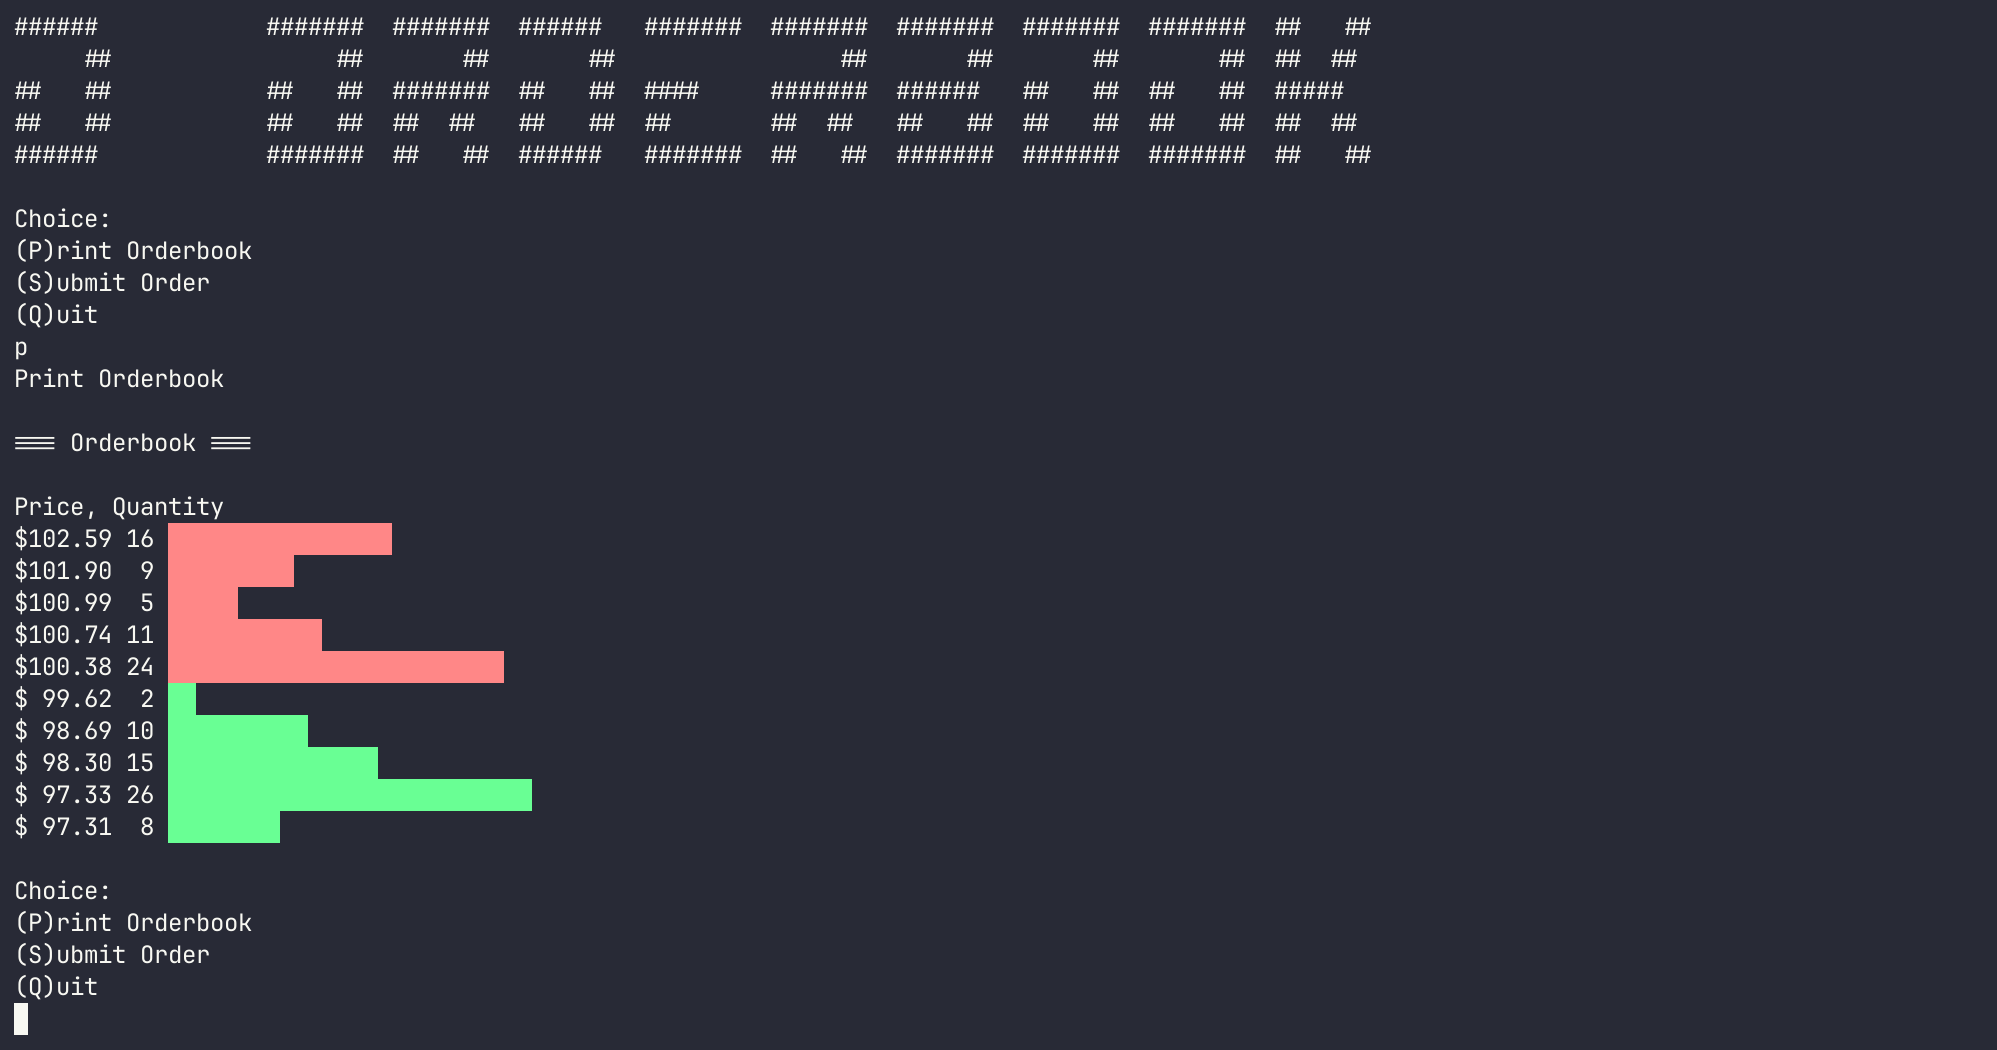 ######            #######  #######  ######   #######  #######  #######  #######  #######  ##   ##
     ##                ##       ##       ##                ##       ##       ##       ##  ##  ##
##   ##           ##   ##  #######  ##   ##  ####     #######  ######   ##   ##  ##   ##  #####
##   ##           ##   ##  ##  ##   ##   ##  ##       ##  ##   ##   ##  ##   ##  ##   ##  ##  ##
######            #######  ##   ##  ######   #######  ##   ##  #######  #######  #######  ##   ##
Choice:
(P)rint Orderbook
(S)ubmit Order
(Q)uit
p
Print Orderbook
=== Orderbook ===
Price, Quantity
$102.59 16
$101.90  9
$100.99  5
$100.74 11
$100.38 24
$ 99.62  2
$ 98.69 10
$ 98.30 15
$ 97.33 26
$ 97.31  8
Choice:
(P)rint Orderbook
(S)ubmit Order
(Q)uit